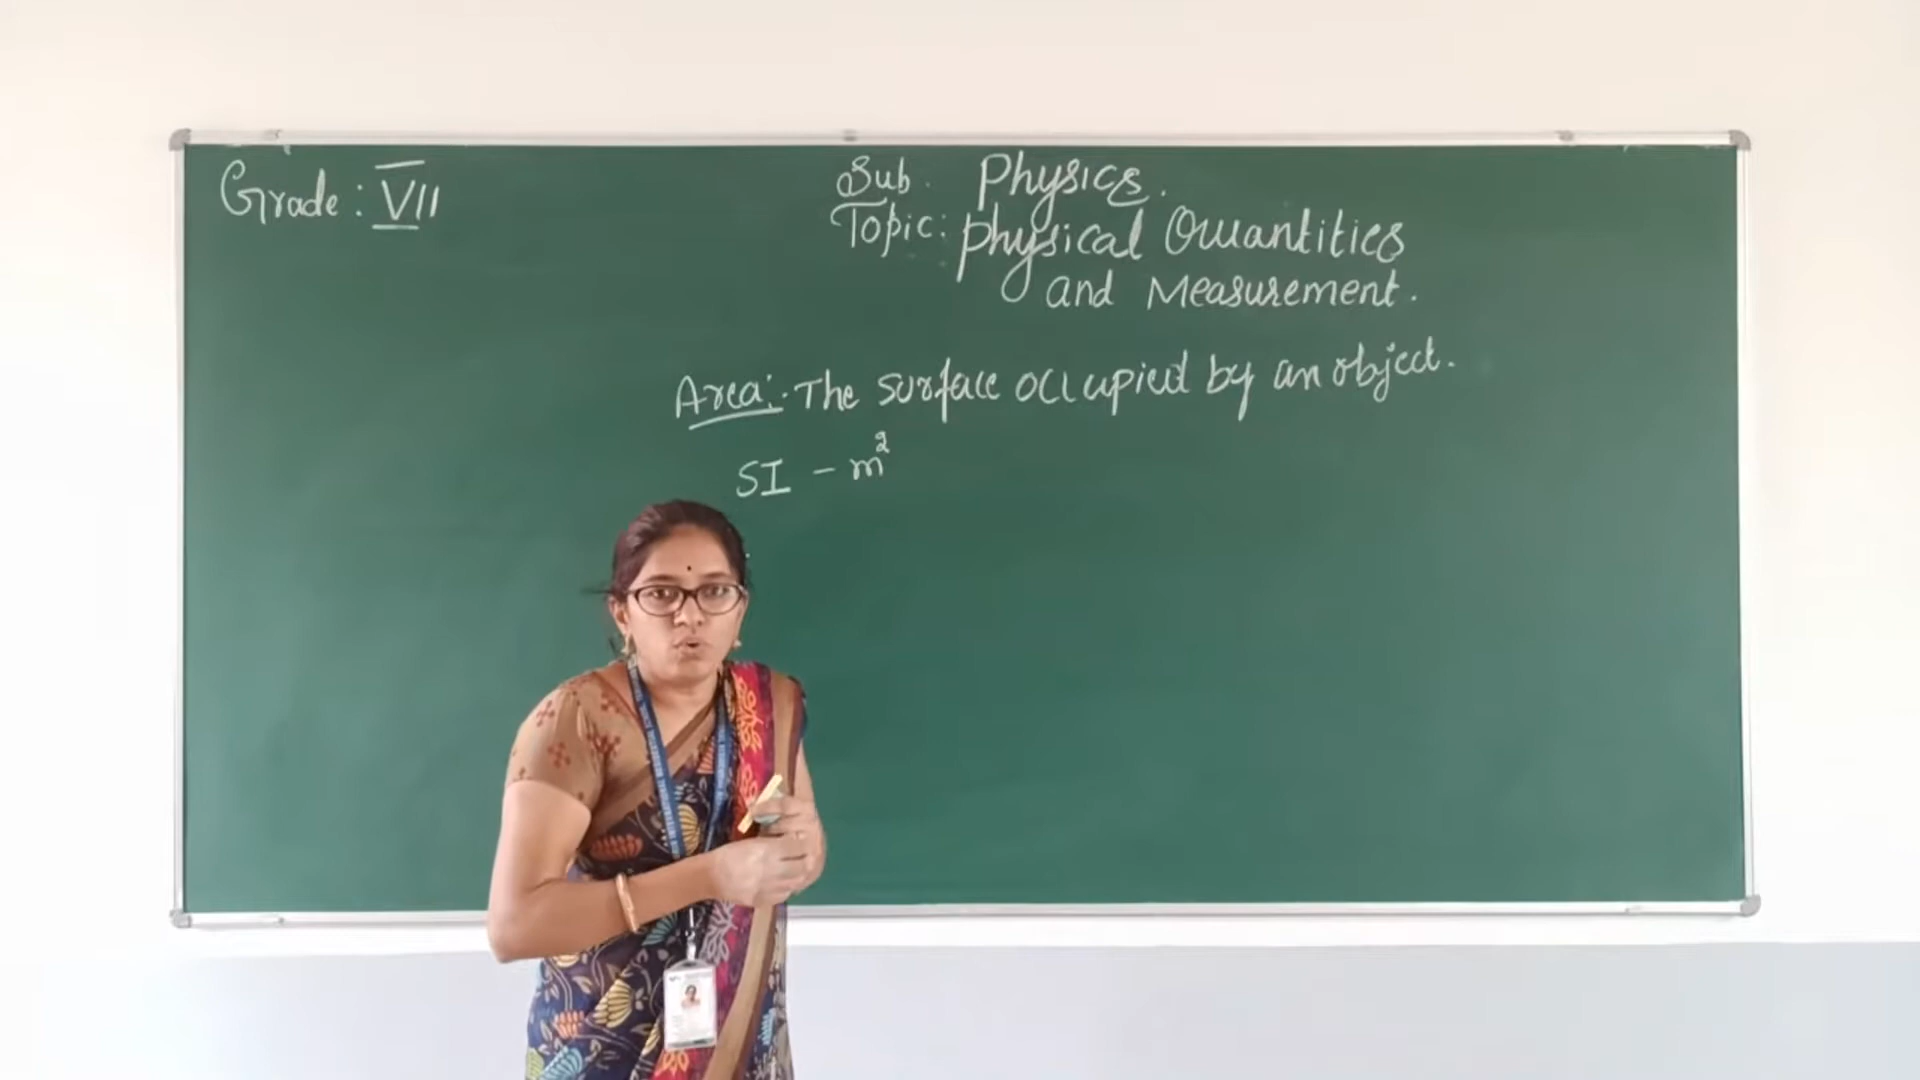 Grade: VII
Sub. Physics.
Topic: Physical Quantities
and Measurement.
Area:- The surface occupied by an object.
SI - m²